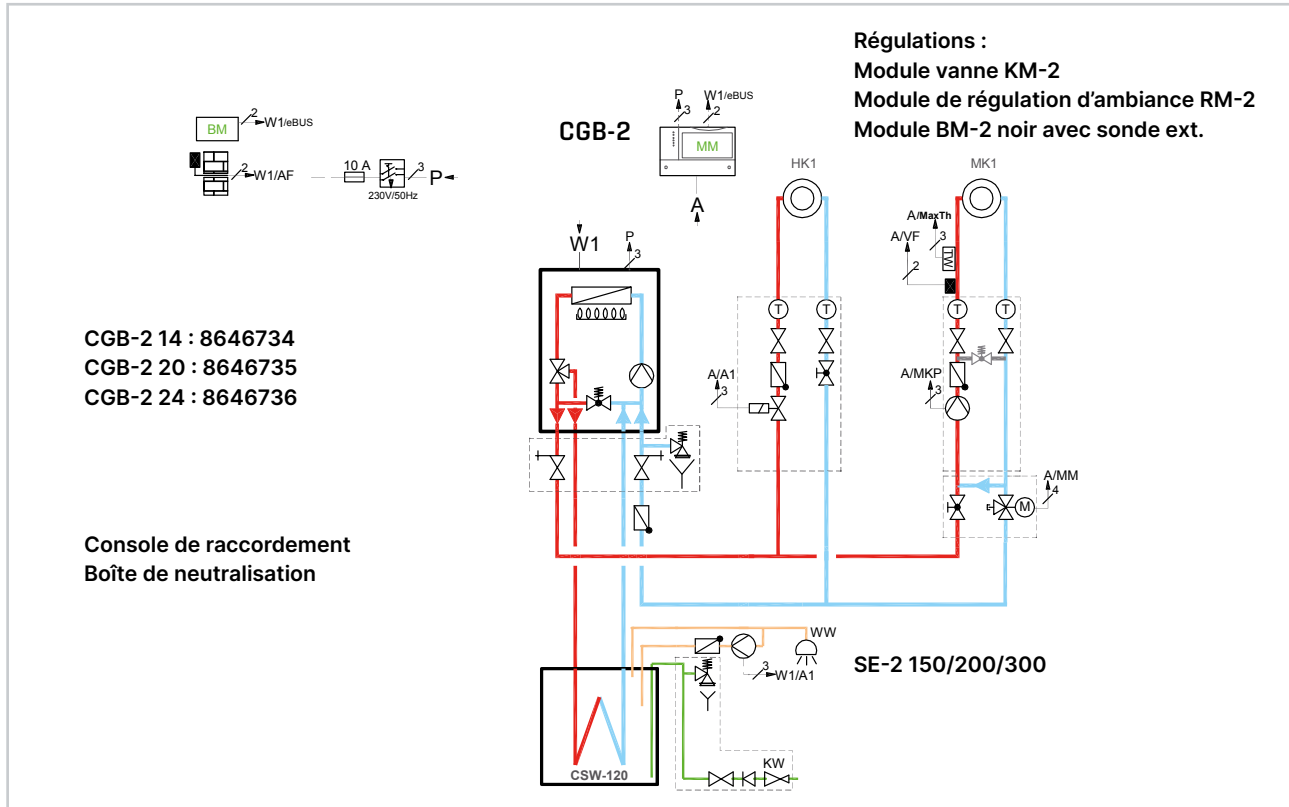 Régulations :
Module vanne KM-2
Module de régulation d'ambiance RM-2
Module BM-2 noir avec sonde ext.
BM
2
W1/eBUS
2
W1/AF
10 A
230V/50Hz
3
P
CGB-2
P
3
W1/eBUS
2
MM
A
HK1
MK1
W1
P
3
A/MaxTh
3
A/VF
2
TW
T
T
T
T
CGB-2 14 : 8646734
CGB-2 20 : 8646735
CGB-2 24 : 8646736
A/A1
3
A/MKP
3
A/MM
4
M
Console de raccordement
Boîte de neutralisation
WW
3
W1/A1
SE-2 150/200/300
KW
CSW-120